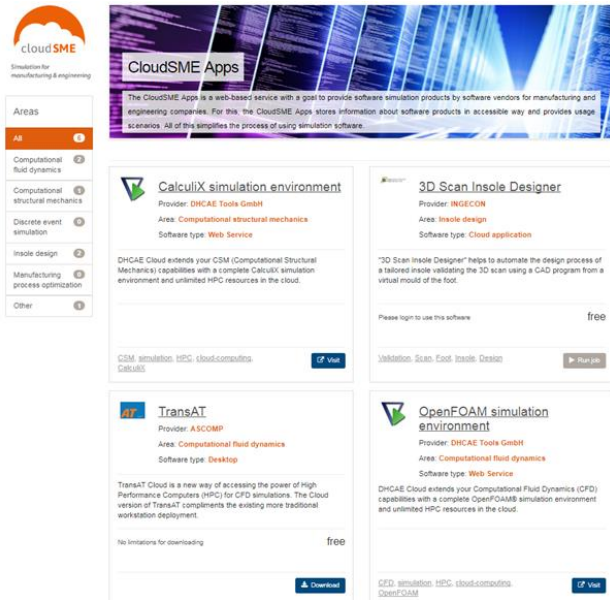 cloudSME
Simulation for
manufacturing & engineering
Areas
All
Computational 2
fluid dynamics
Computational 1
structural mechanics
Discrete event 0
simulation
Insole design 2
Manufacturing 0
process optimization
Other
CloudSME Apps
The CloudSME Apps is a web-based service with a goal to provide software simulation products by software vendors for manufacturing and
engineering companies. For this, the CloudSME Apps stores information about software products in accessible way and provides usage
scenarios. All of this simplifies the process of using simulation software.
CalculiX simulation environment
Provider: DHCAE Tools GmbH
Area: Computational structural mechanics
Software type: Web Service
DHCAE Cloud extends your CSM (Computational Structural
Mechanics) capabilities with a complete CalculiX simulation
environment and unlimited HPC resources in the cloud.
CSM, simulation, HPC, cloud-computing,
CalculiX
Visit
3D Scan Insole Designer
Provider: INGECON
Area: Insole design
Software type: Cloud application
"3D Scan Insole Designer" helps to automate the design process of
a tailored insole validating the 3D scan using a CAD program from a
virtual mould of the foot.
Please login to use this software free
Validation, Scan, Foot, Insole, Design
Run job
AT
TransAT
Provider: ASCOMP
Area: Computational fluid dynamics
Software type: Desktop
TransAT Cloud is a new way of accessing the power of High
Performance Computers (HPC) for CFD simulations. The Cloud
version of TransAT compliments the existing more traditional
workstation deployment.
No limitations for downloading free
Download
OpenFOAM simulation
environment
Provider: DHCAE Tools GmbH
Area: Computational fluid dynamics
Software type: Web Service
DHCAE Cloud extends your Computational Fluid Dynamics (CFD)
capabilities with a complete OpenFOAM® simulation environment
and unlimited HPC resources in the cloud.
CFD, simulation, HPC, cloud-computing,
OpenFOAM
Visit